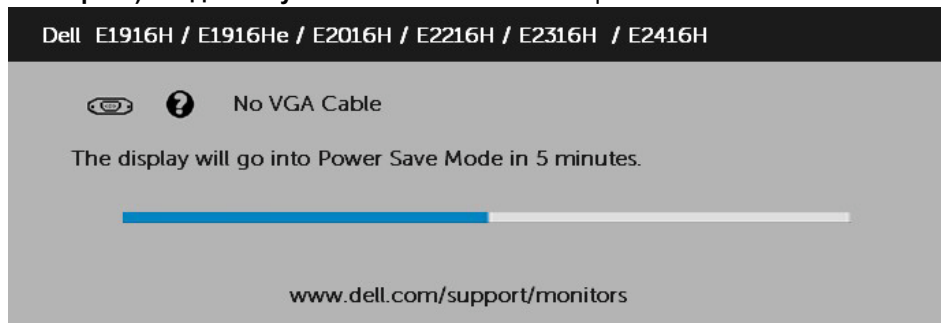 Dell E1916H / E1916He / E2016H / E2216H / E2316H / E2416H
No VGA Cable
The display will go into Power Save Mode in 5 minutes.
www.dell.com/support/monitors